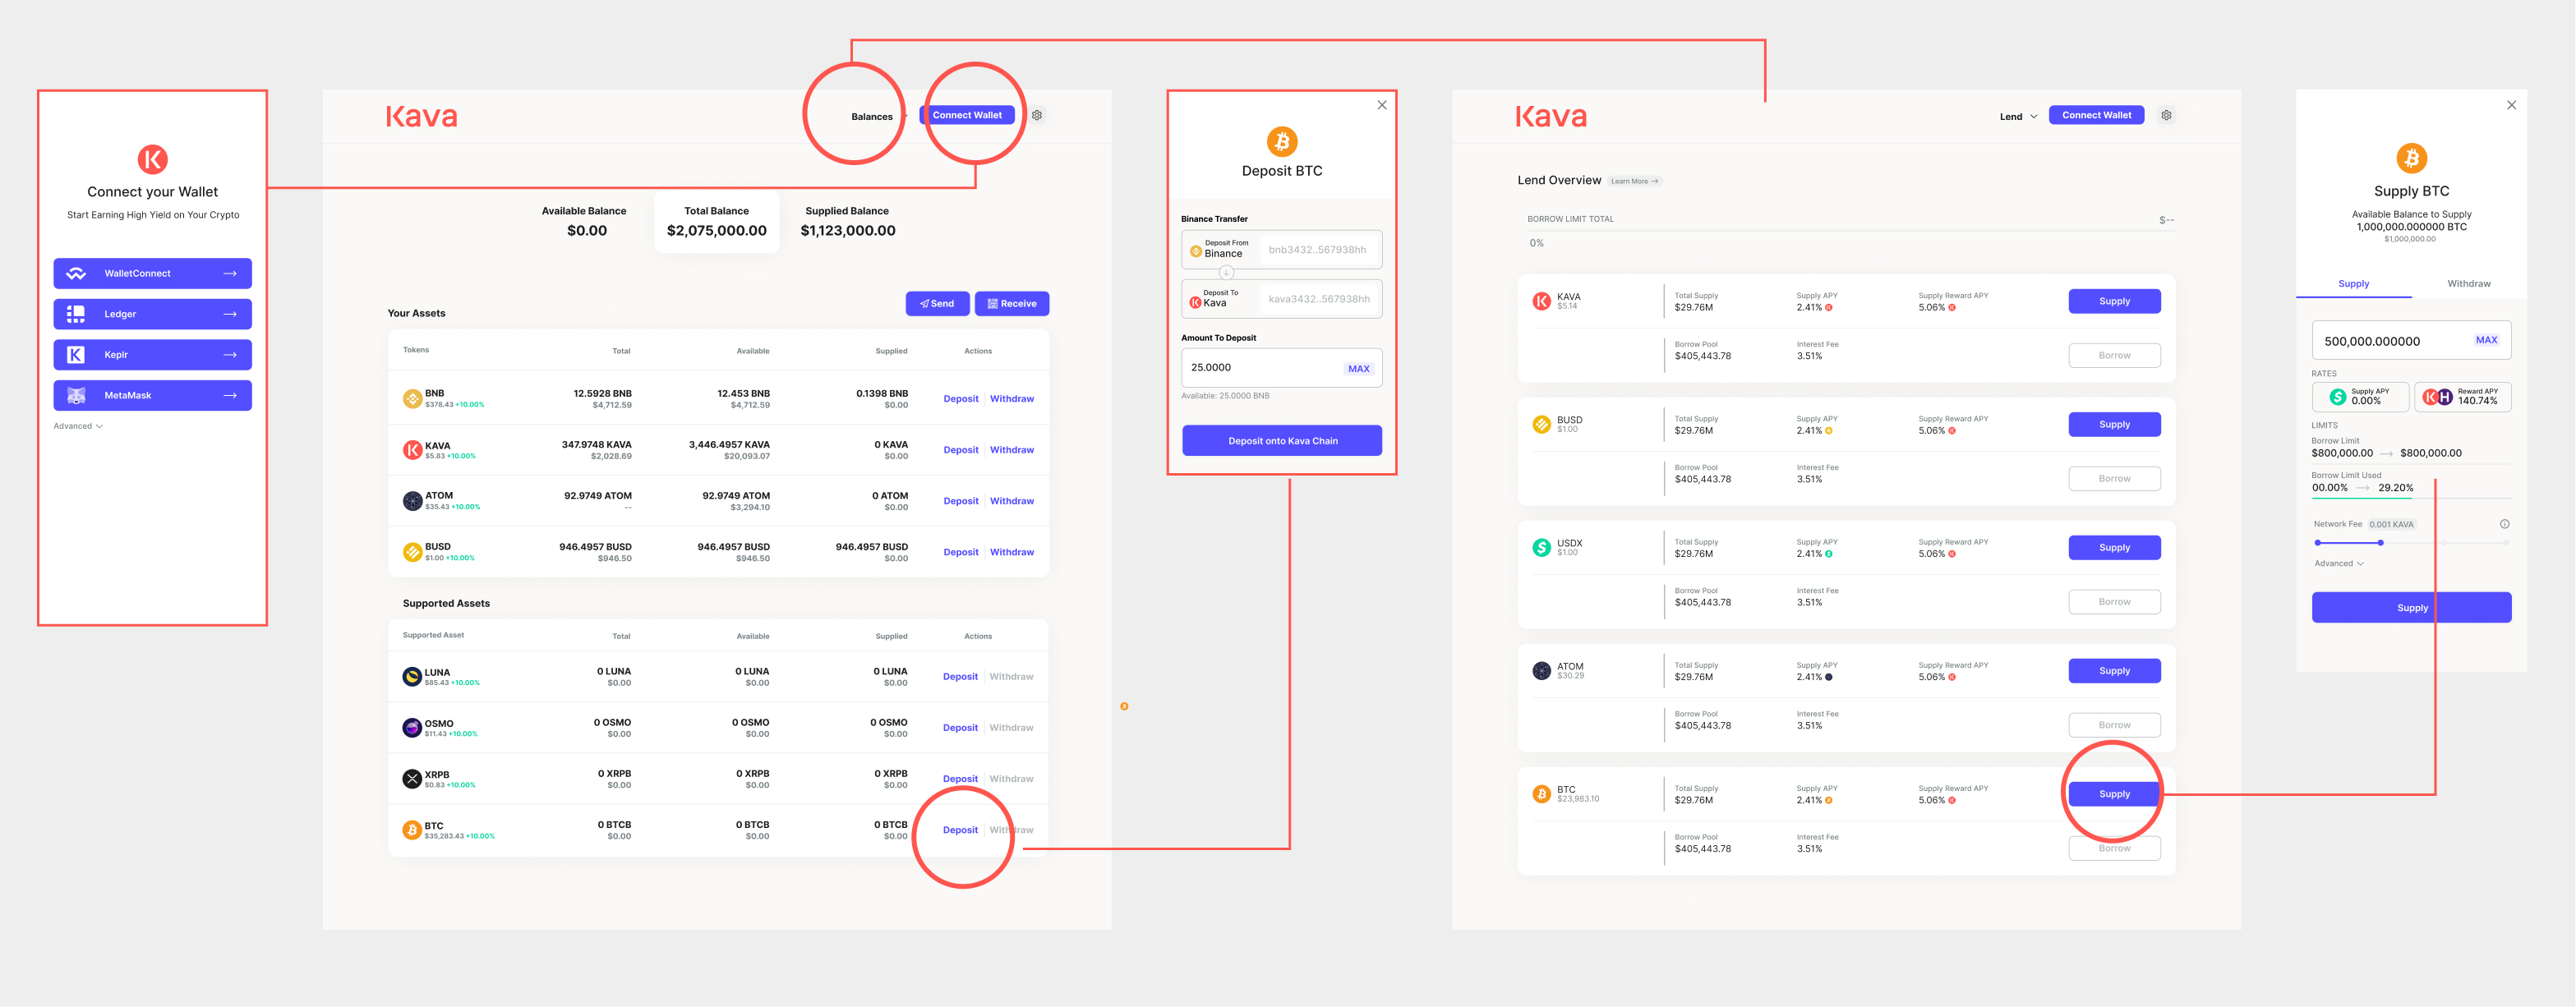 Connect your Wallet
Start Earning High Yield on Your Crypto
WalletConnect
Ledger
Keplr
MetaMask
Advanced
Kava
Balances
Connect Wallet
Available Balance
$0.00
Total Balance
$2,075,000.00
Supplied Balance
$1,123,000.00
Send
Receive
Your Assets
Tokens Total Available Supplied Actions
BNB 12.5928 BNB 12.453 BNB 0.1398 BNB Deposit Withdraw
$378.43 +10.00% $4,712.59 $4,712.59 $0.00
KAVA 347.9748 KAVA 3,446.4957 KAVA 0 KAVA Deposit Withdraw
$5.83 +10.00% $2,028.69 $20,093.07 $0.00
ATOM 92.9749 ATOM 92.9749 ATOM 0 ATOM Deposit Withdraw
$35.43 +10.00% -- $3,294.10 $0.00
BUSD 946.4957 BUSD 946.4957 BUSD 946.4957 BUSD Deposit Withdraw
$1.00 +10.00% $946.50 $946.50 $0.00
Supported Assets
Supported Asset Total Available Supplied Actions
LUNA 0 LUNA 0 LUNA 0 LUNA Deposit Withdraw
$85.43 +10.00% $0.00 $0.00 $0.00
OSMO 0 OSMO 0 OSMO 0 OSMO Deposit Withdraw
$11.43 +10.00% $0.00 $0.00 $0.00
XRPB 0 XRPB 0 XRPB 0 XRPB Deposit Withdraw
$0.83 +10.00% $0.00 $0.00 $0.00
BTC 0 BTCB 0 BTCB 0 BTCB Deposit Withdraw
$35,283.43 +10.00% $0.00 $0.00 $0.00
Deposit BTC
Binance Transfer
Deposit From
Binance bnb3432..567938hh
Deposit To
Kava kava3432..567938hh
Amount To Deposit
25.0000 MAX
Available: 25.0000 BNB
Deposit onto Kava Chain
Kava
Lend
Connect Wallet
Lend Overview Learn More
BORROW LIMIT TOTAL $--
0%
KAVA Total Supply Supply APY Supply Reward APY Supply
$5.14 $29.76M 2.41% 5.06%
Borrow Pool Interest Fee Borrow
$405,443.78 3.51%
BUSD Total Supply Supply APY Supply Reward APY Supply
$1.00 $29.76M 2.41% 5.06%
Borrow Pool Interest Fee Borrow
$405,443.78 3.51%
USDX Total Supply Supply APY Supply Reward APY Supply
$1.00 $29.76M 2.41% 5.06%
Borrow Pool Interest Fee Borrow
$405,443.78 3.51%
ATOM Total Supply Supply APY Supply Reward APY Supply
$30.29 $29.76M 2.41% 5.06%
Borrow Pool Interest Fee Borrow
$405,443.78 3.51%
BTC Total Supply Supply APY Supply Reward APY Supply
$23,983.10 $29.76M 2.41% 5.06%
Borrow Pool Interest Fee Borrow
$405,443.78 3.51%
Supply BTC
Available Balance to Supply
1,000,000.000000 BTC
$1,000,000.00
Supply Withdraw
500,000.000000 MAX
RATES
Supply APY Reward APY
0.00% 140.74%
LIMITS
Borrow Limit
$800,000.00 $800,000.00
Borrow Limit Used
00.00% 29.20%
Network Fee 0.001 KAVA
Advanced
Supply